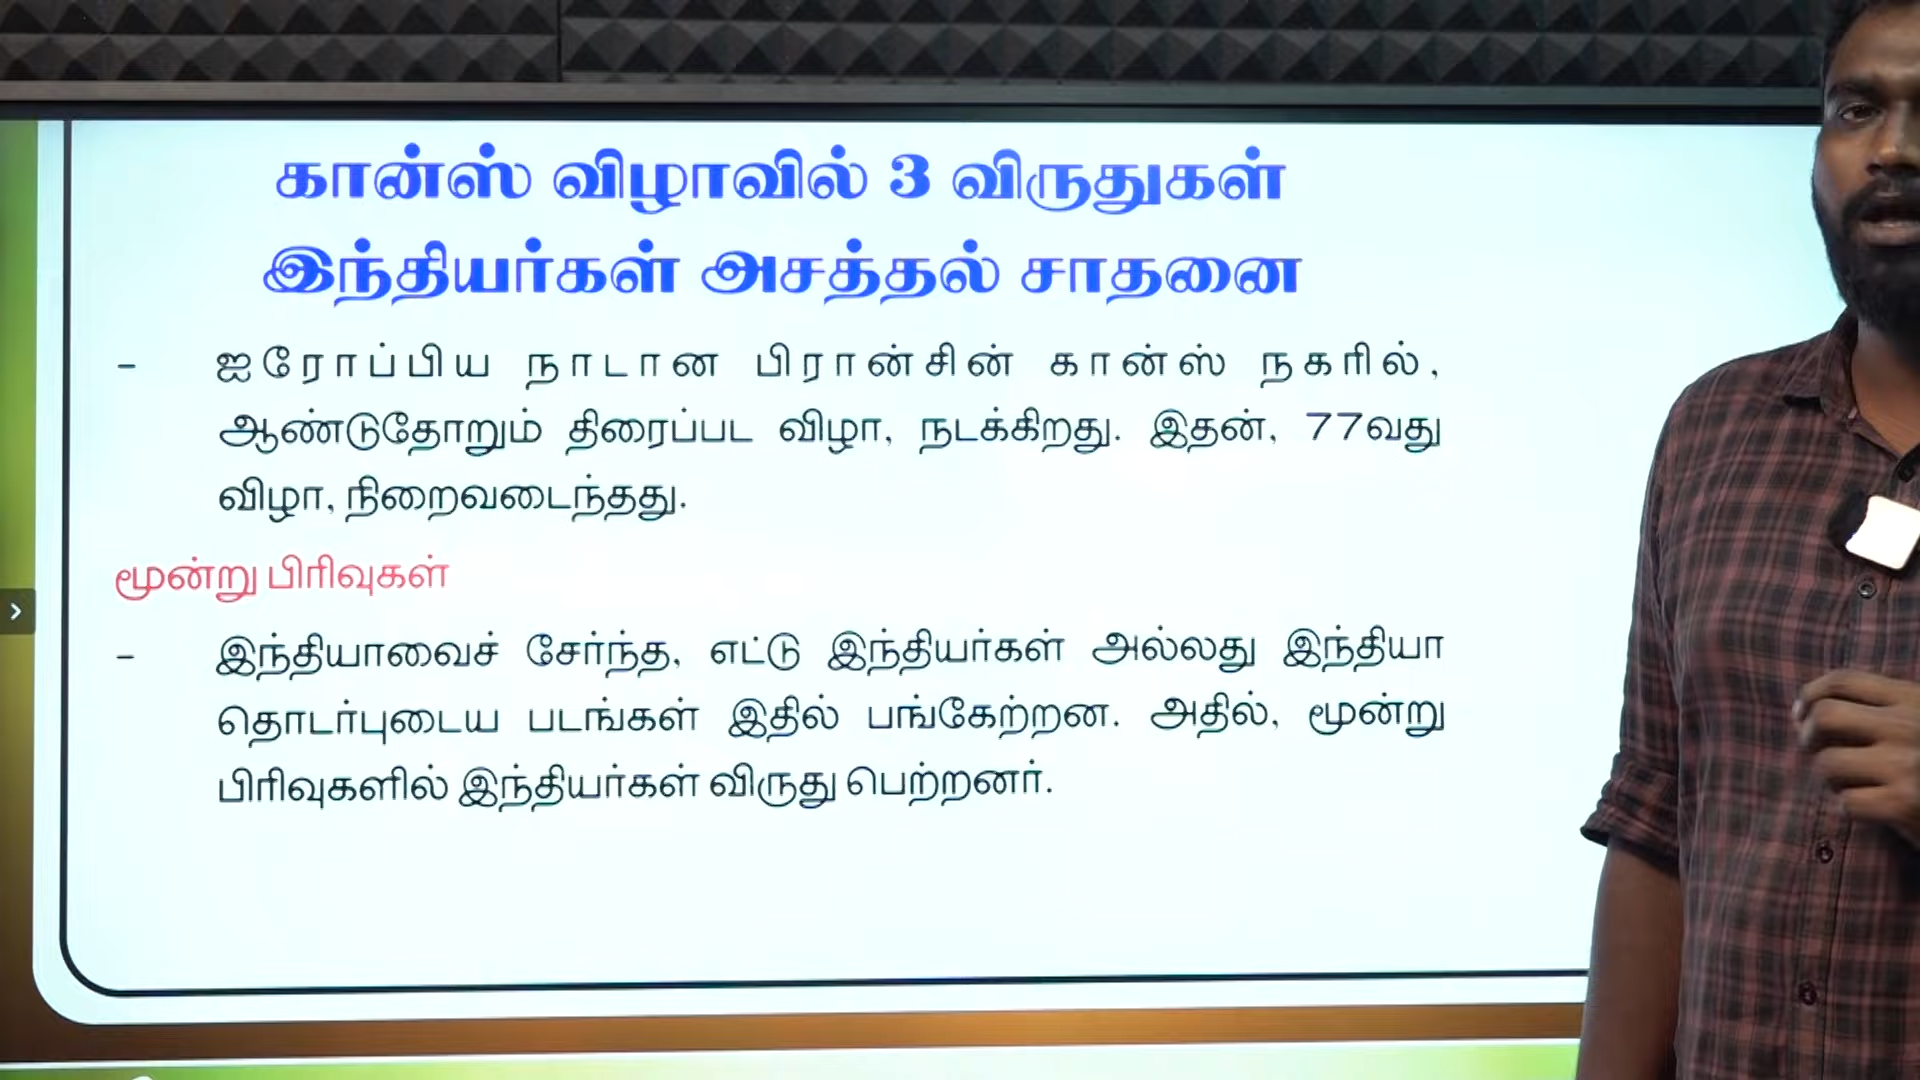 கான்ஸ் விழாவில் 3 விருதுகள்
இந்தியர்கள் அசத்தல் சாதனை
- ஐரோப்பிய நாடான பிரான்சின் கான்ஸ் நகரில்,
ஆண்டுதோறும் திரைப்பட விழா, நடக்கிறது. இதன், 77வது
விழா, நிறைவடைந்தது.
மூன்று பிரிவுகள்
- இந்தியாவைச் சேர்ந்த, எட்டு இந்தியர்கள் அல்லது இந்தியா
தொடர்புடைய படங்கள் இதில் பங்கேற்றன. அதில், மூன்று
பிரிவுகளில் இந்தியர்கள் விருது பெற்றனர்.